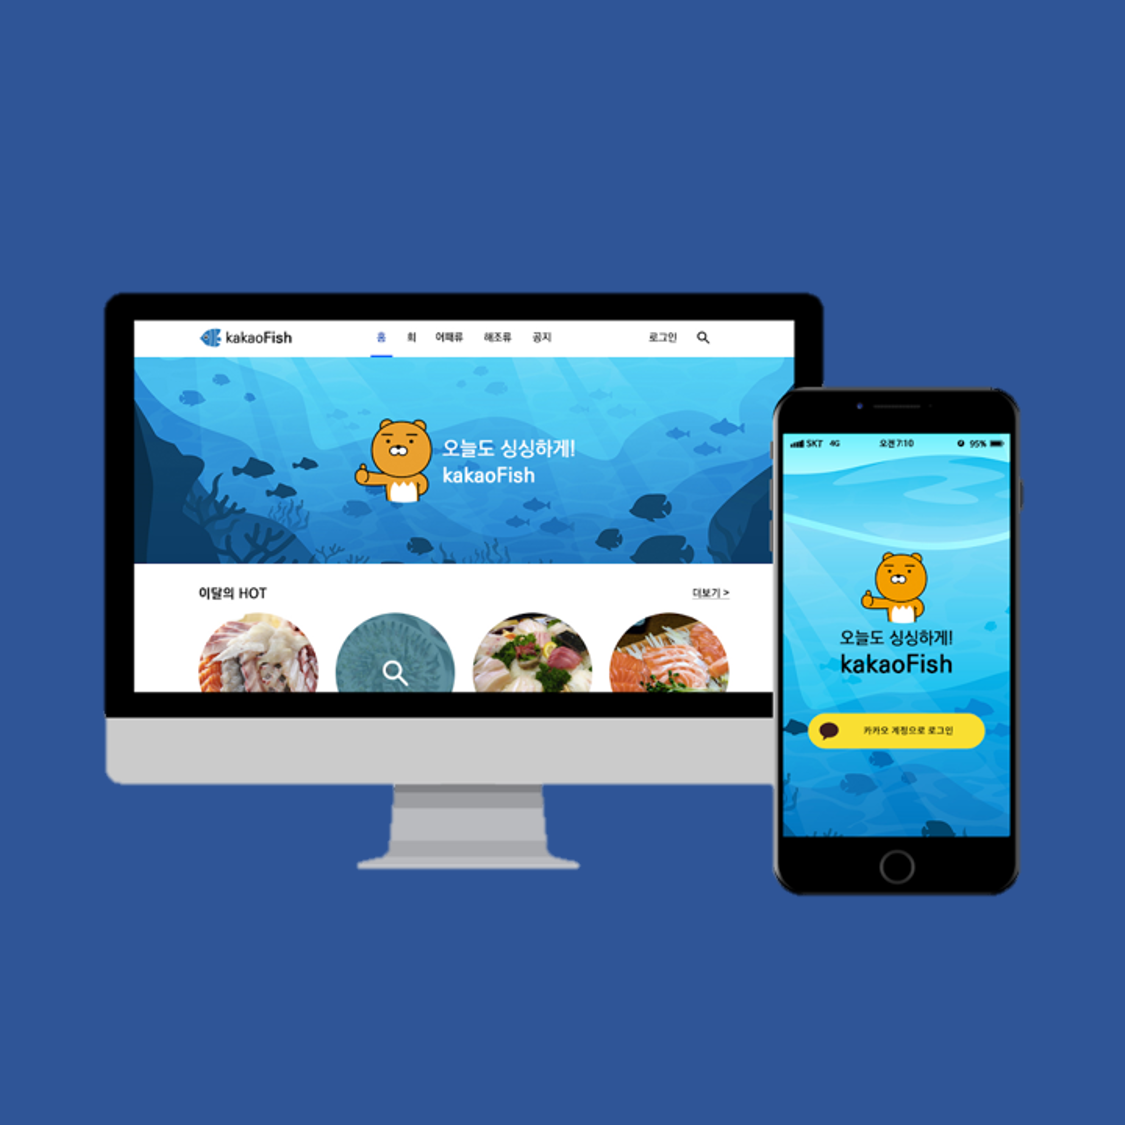 kakaoFish
홈 회 어패류 해조류 공지
로그인
오늘도 싱싱하게!
kakaoFish
이달의 HOT
더보기 >
SKT 4G 오전7:10 95%
오늘도 싱싱하게!
kakaoFish
카카오 계정으로 로그인